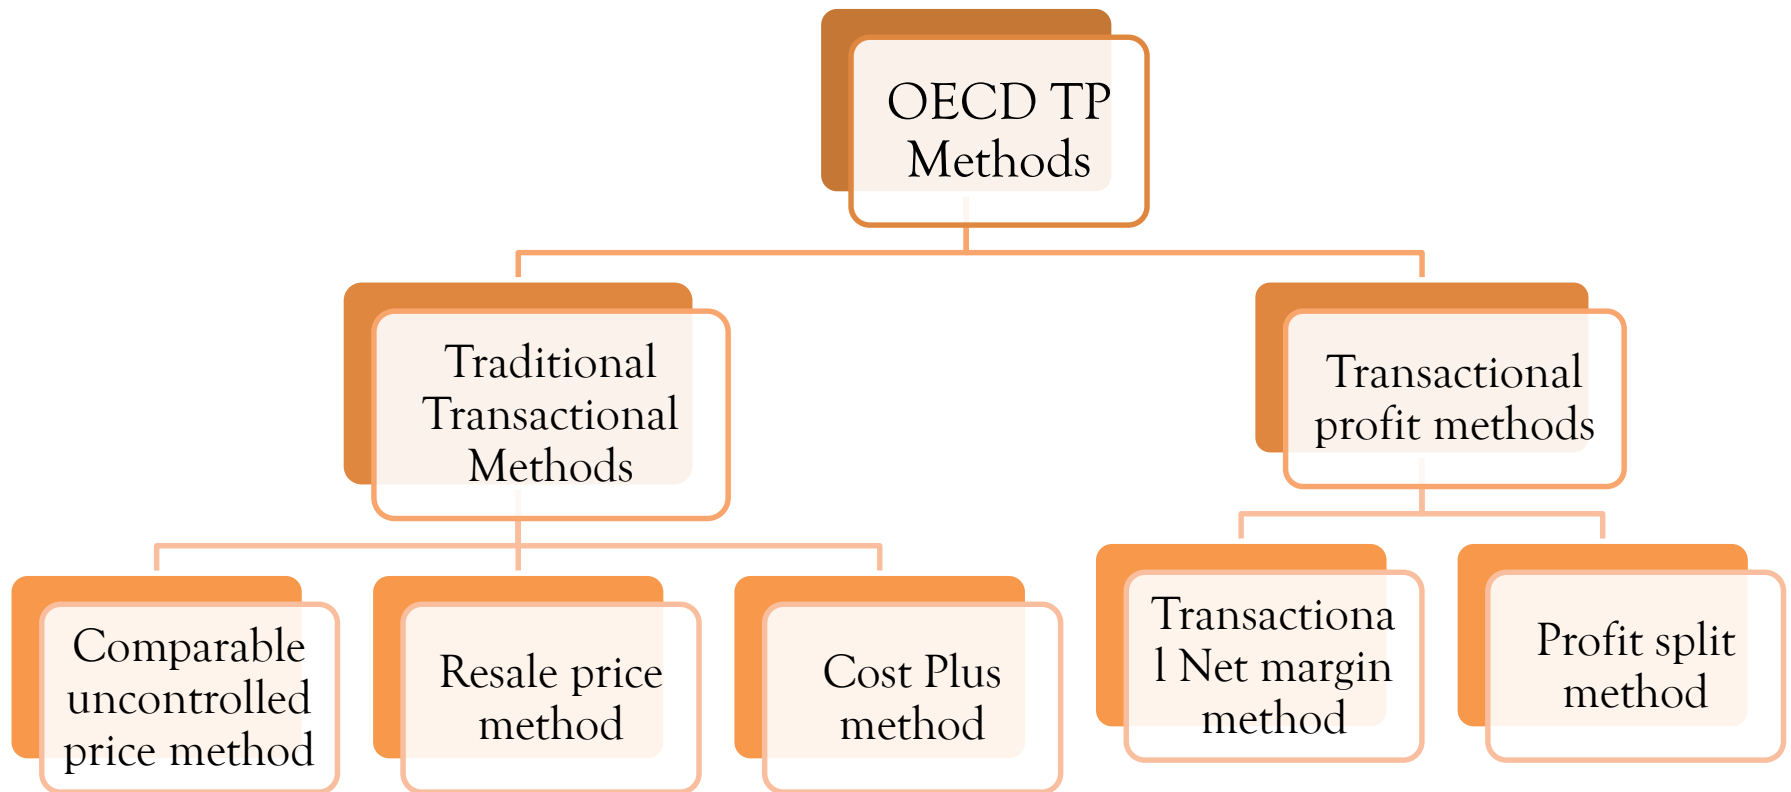 OECD TP
Methods
Traditional
Transactional
Methods
Transactional
profit methods
Comparable
uncontrolled
price method
Resale price
method
Cost Plus
method
Transactiona
l Net margin
method
Profit split
method